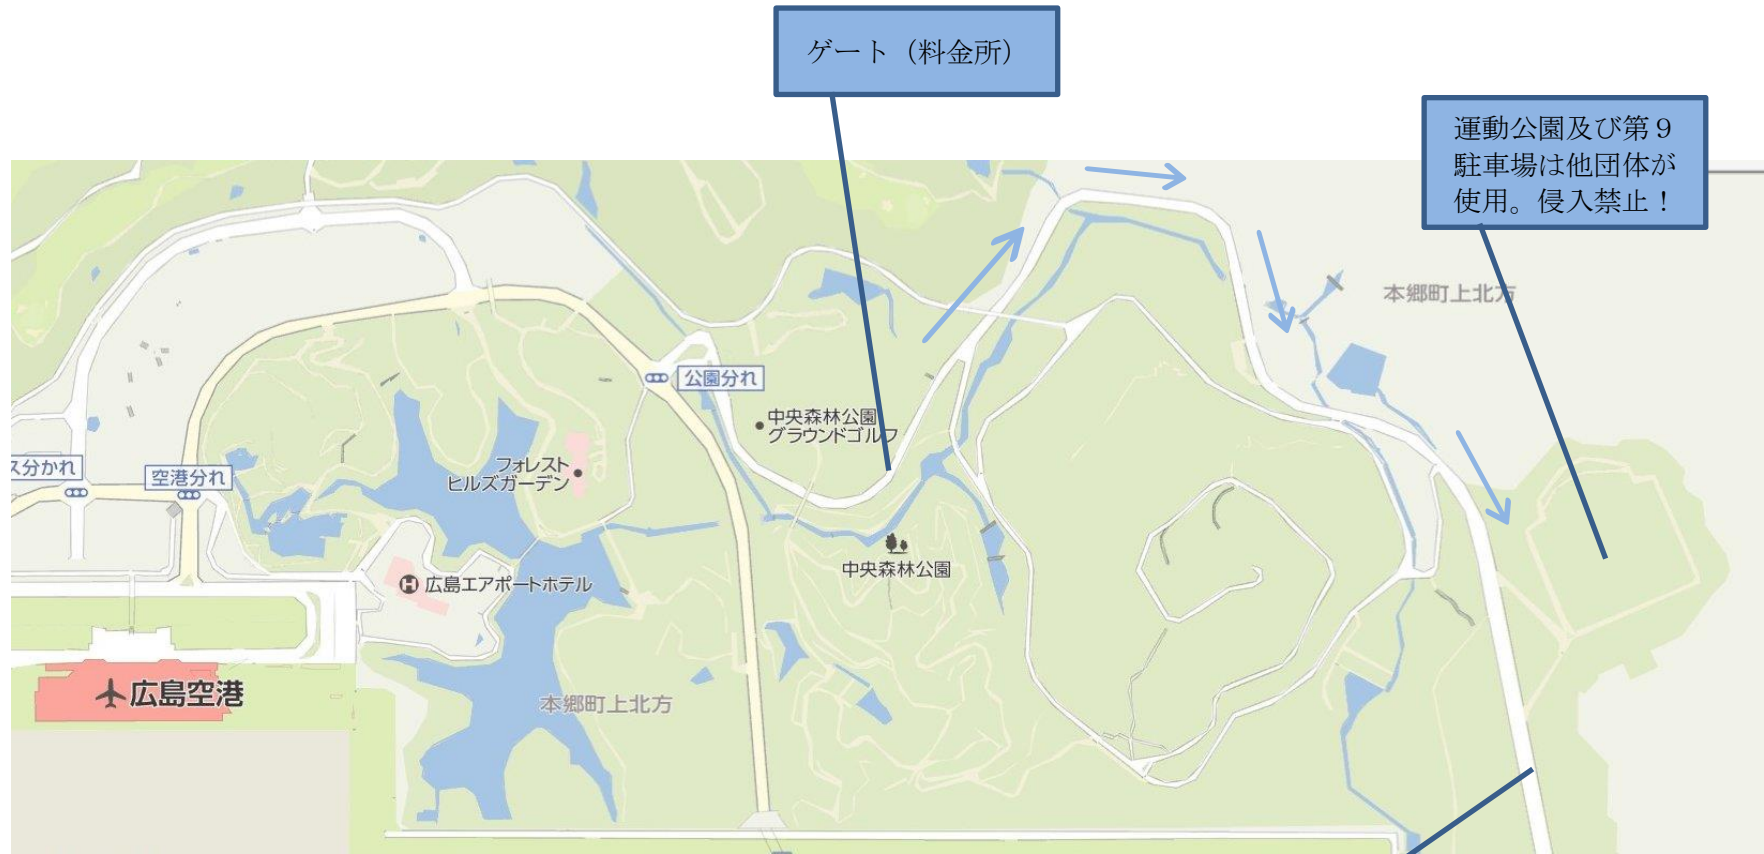 ゲート（料金所）
運動公園及び第９
駐車場は他団体が
使用。侵入禁止！
本郷町上北方
公園分れ
中央森林公園
グラウンドゴルフ
ス分かれ
空港分れ
フォレスト
ヒルズガーデン
中央森林公園
広島エアポートホテル
広島空港
本郷町上北方